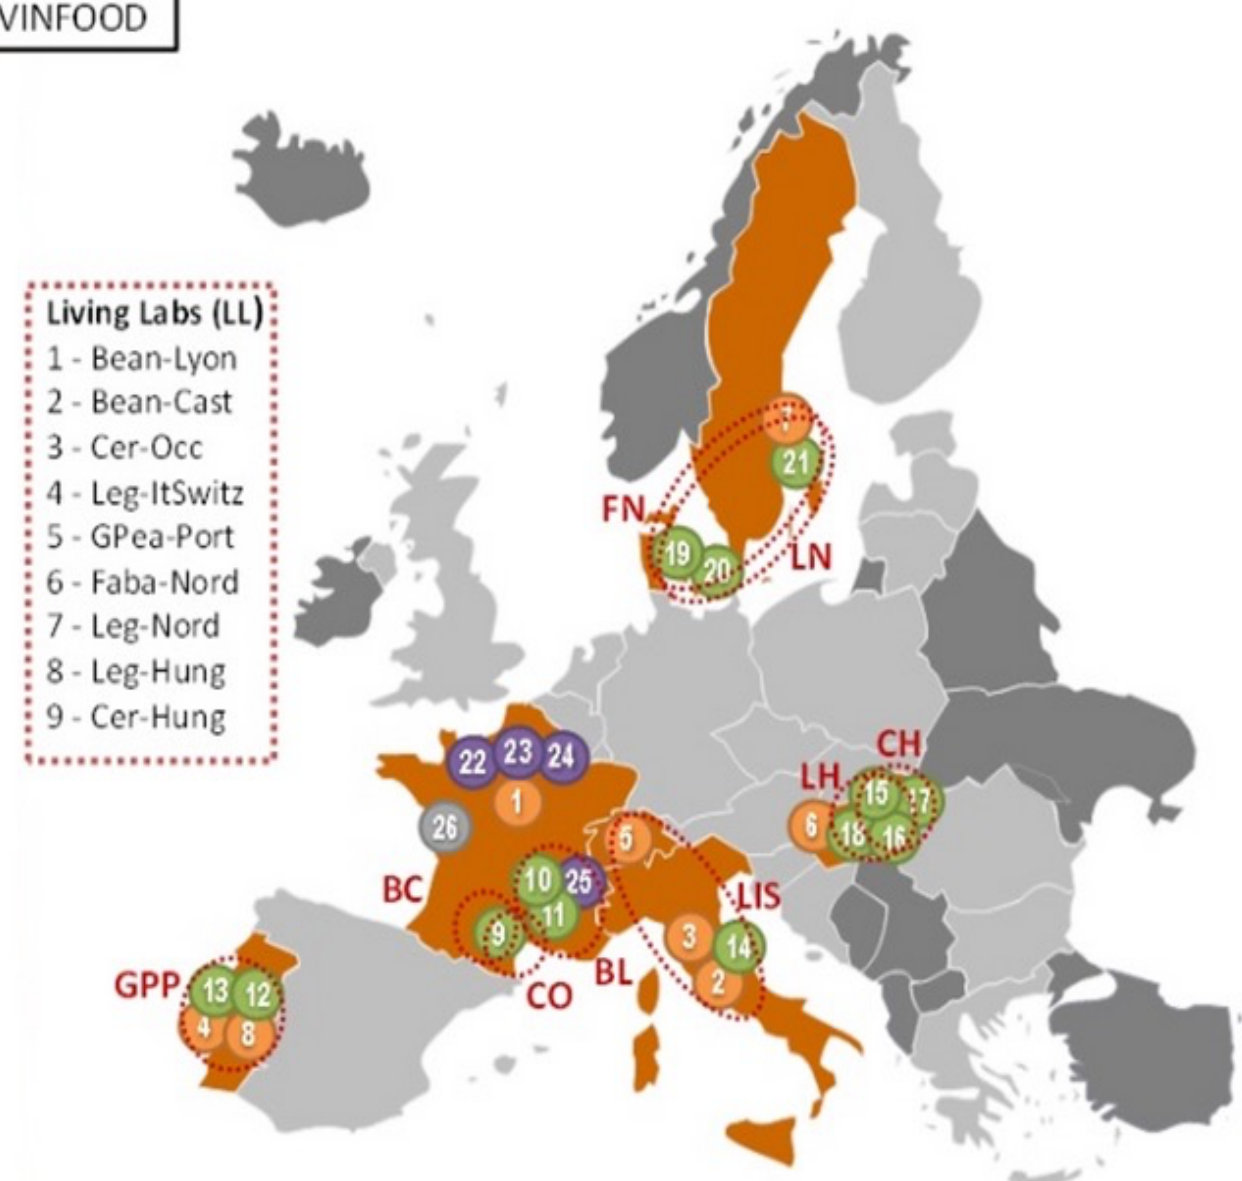 VINFOOD
Living Labs (LL)
1 - Bean-Lyon
2 - Bean-Cast
3 - Cer-Occ
4 - Leg-ItSwitz
5 - GPea-Port
6 - Faba-Nord
7 - Leg-Nord
8 - Leg-Hung
9 - Cer-Hung
7
21
FN
19
20
LN
22
23
24
1
26
CH
LH
15
17
6
18
16
5
10
25
11
BC
9
CO
BL
LIS
3
14
2
GPP
13
12
4
8